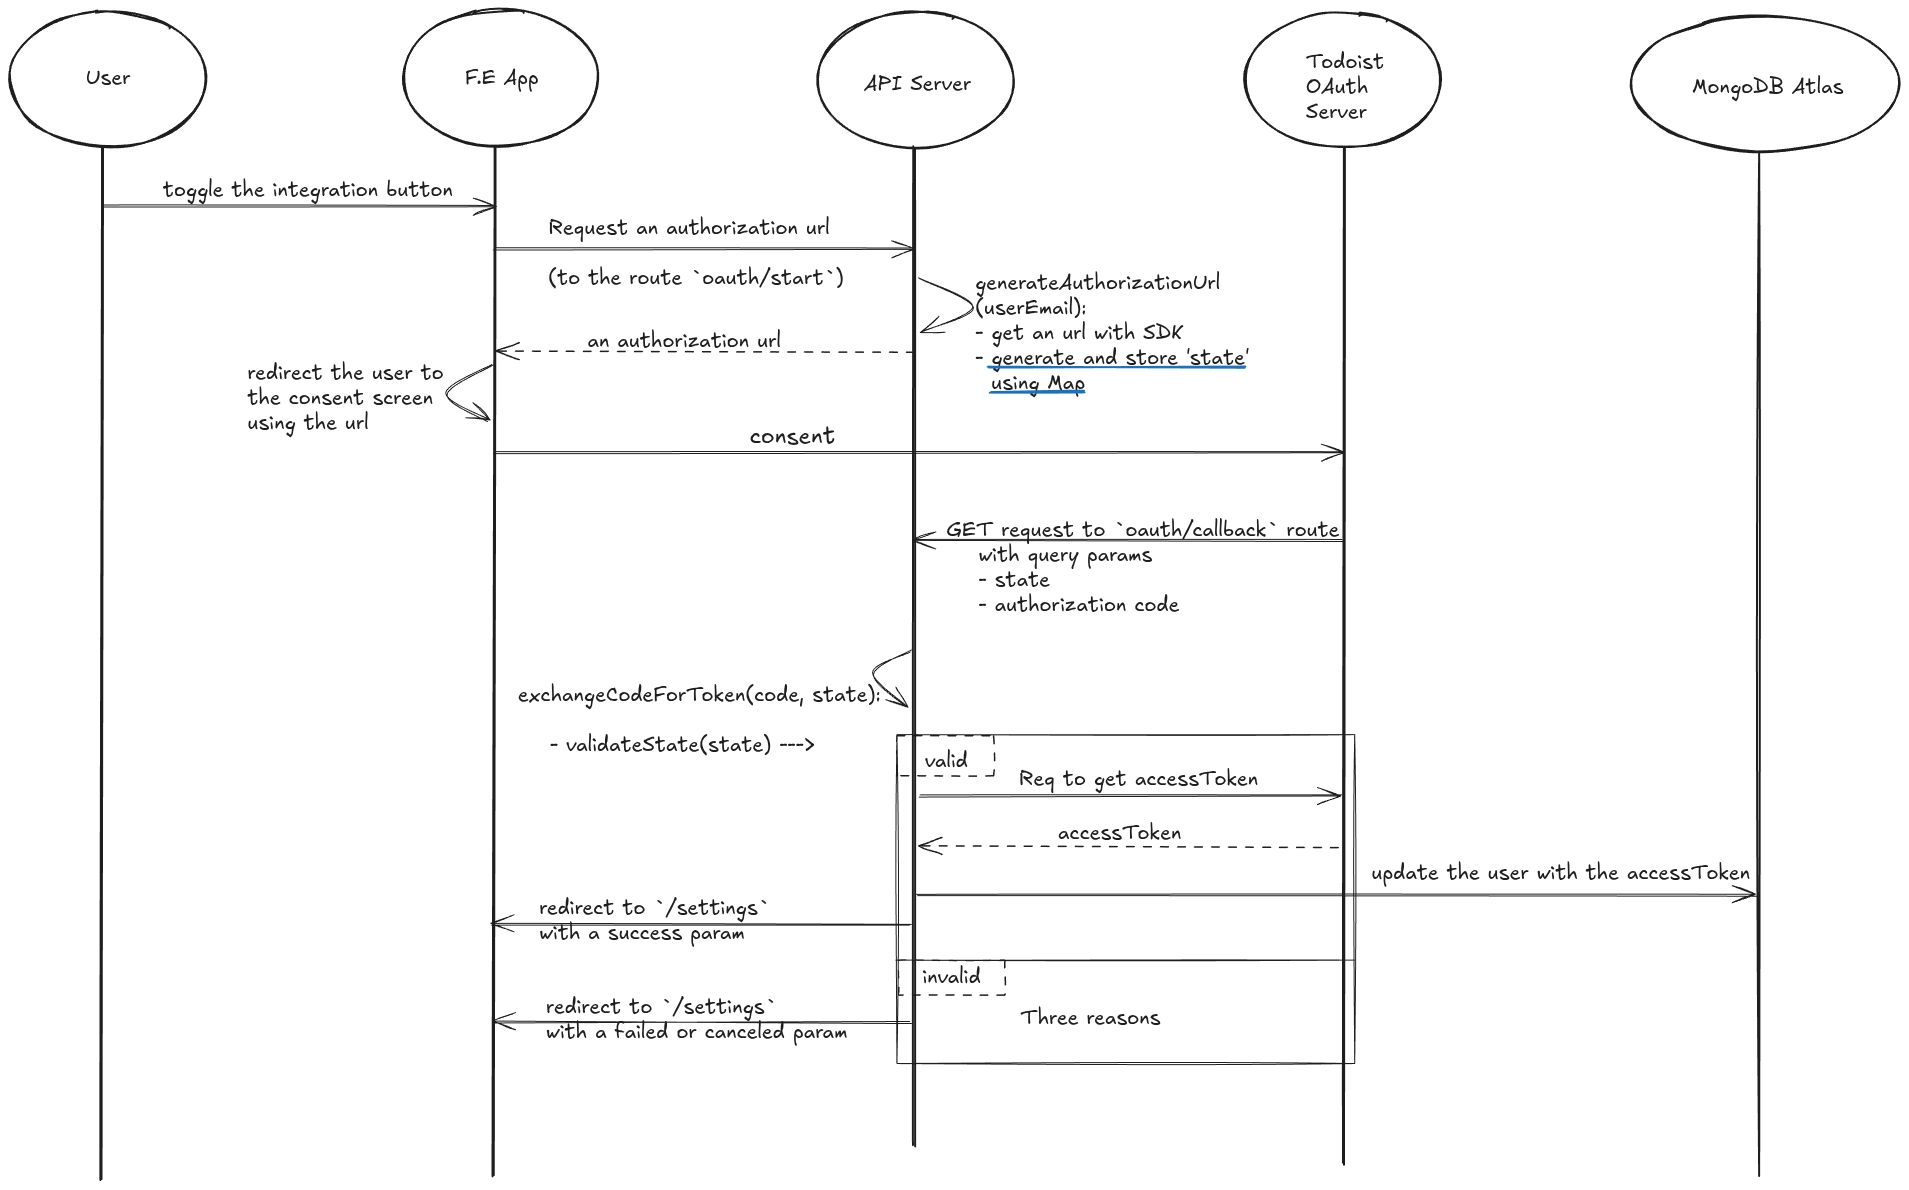 User
F.E App
API Server
Todoist
OAuth
Server
MongoDB Atlas
toggle the integration button
Request an authorization url
(to the route `oauth/start`)
generateAuthorizationUrl
(userEmail):
- get an url with SDK
- generate and store 'state'
using Map
an authorization url
redirect the user to
the consent screen
using the url
consent
GET request to `oauth/callback` route
with query params
- state
- authorization code
exchangeCodeForToken(code, state):
- validateState(state) --->
valid
Req to get accessToken
accessToken
update the user with the accessToken
redirect to `/settings`
with a success param
invalid
redirect to `/settings`
with a failed or canceled param
Three reasons